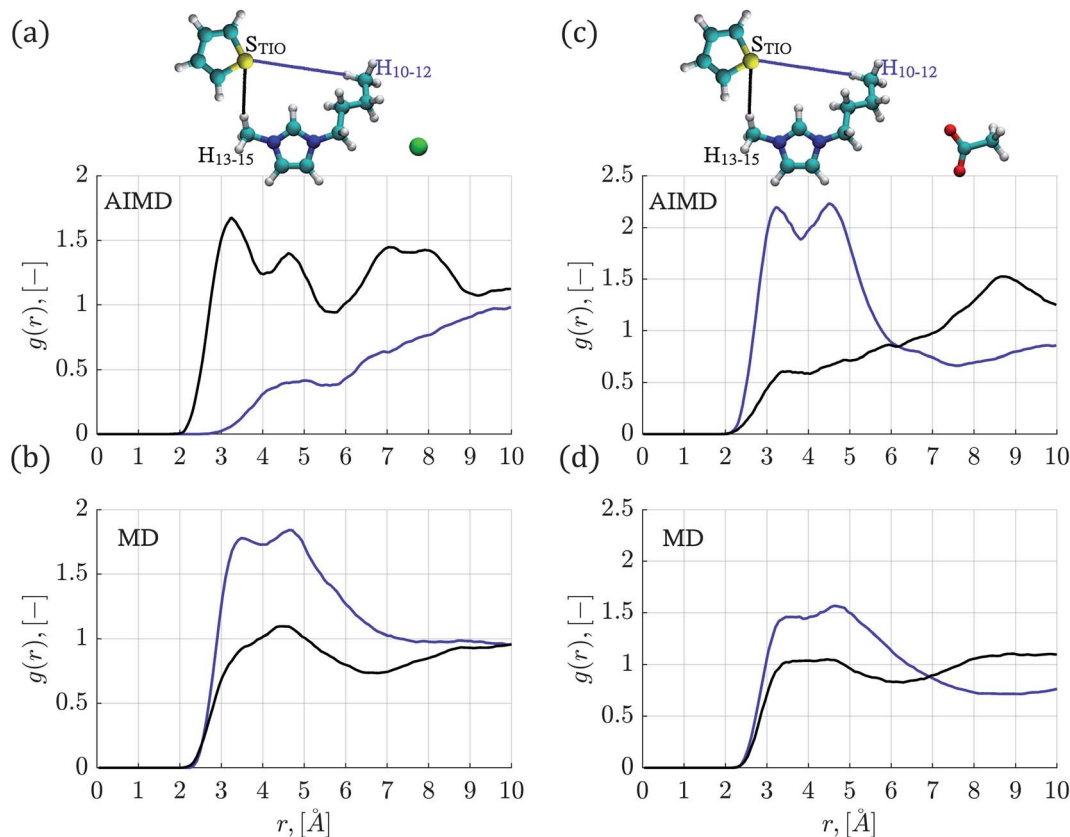 (a)
S_TIO
H_10-12
H_13-15
AIMD
g(r), [−]
2
1.5
1
0.5
0
0 1 2 3 4 5 6 7 8 9 10
(b)
MD
g(r), [−]
2
1.5
1
0.5
0
0 1 2 3 4 5 6 7 8 9 10
r, [Å]
(c)
S_TIO
H_10-12
H_13-15
AIMD
g(r), [−]
2.5
2
1.5
1
0.5
0
0 1 2 3 4 5 6 7 8 9 10
(d)
MD
g(r), [−]
2.5
2
1.5
1
0.5
0
0 1 2 3 4 5 6 7 8 9 10
r, [Å]